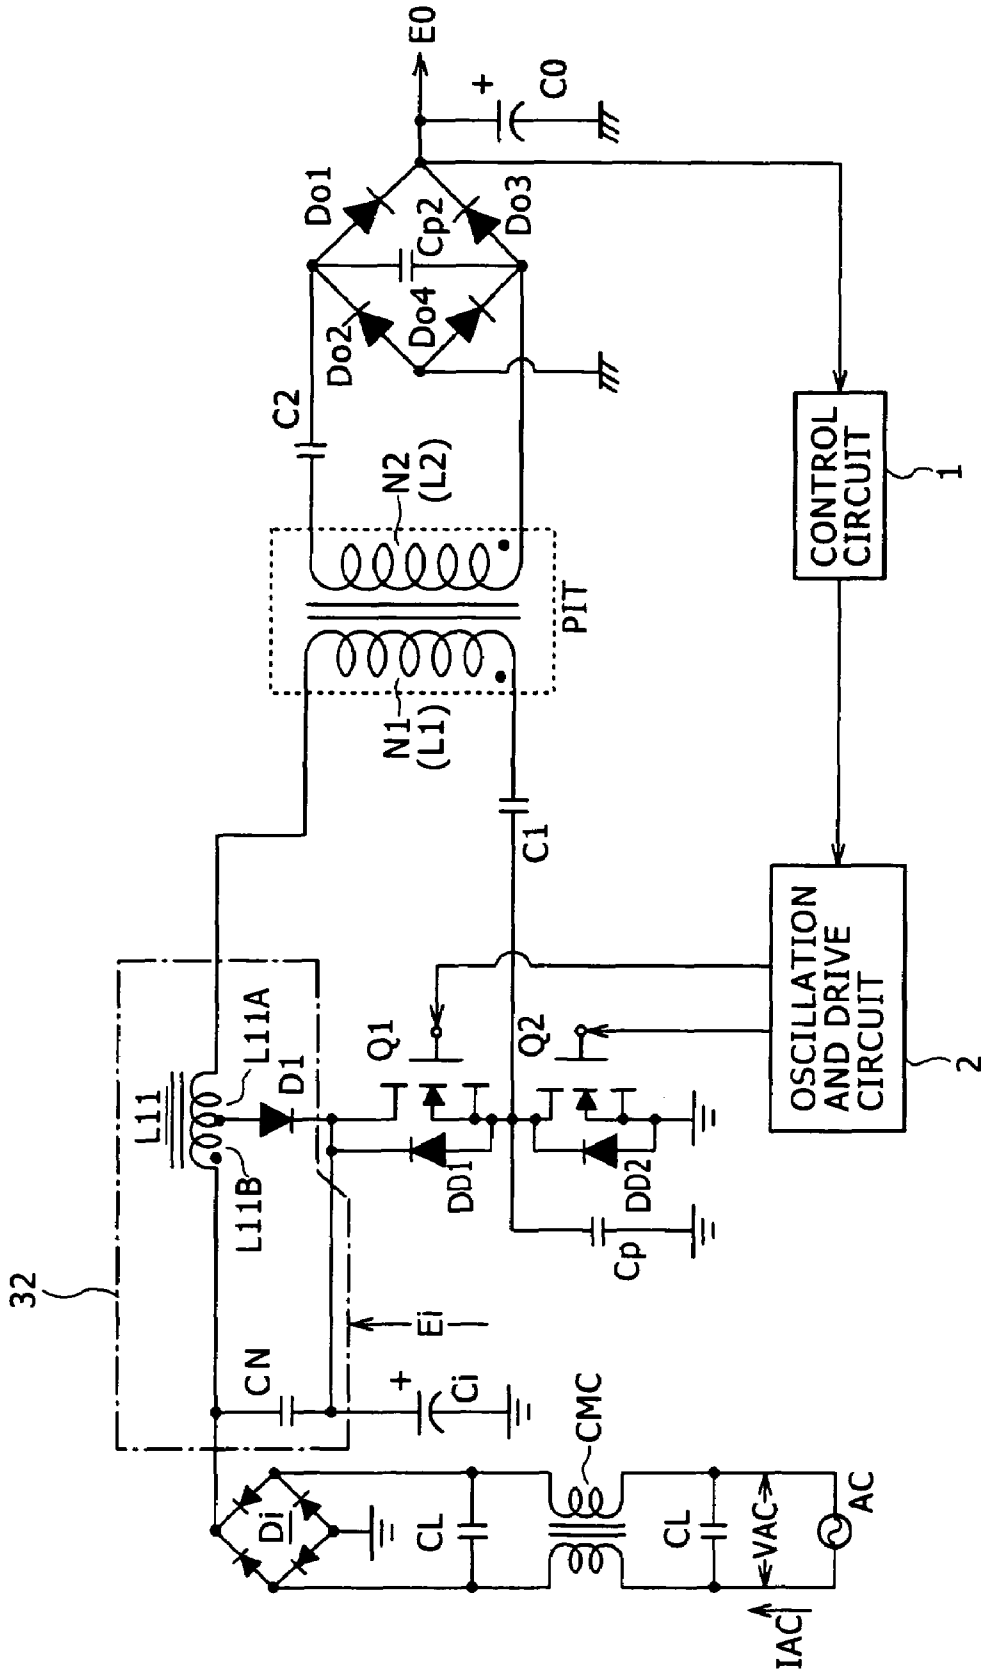 32
L11
L11A
L11B
D1
CN
Ei
+
Ci
Di
CL
CMC
CL
VAC
AC
IAC
Q1
Q2
DD1
DD2
Cp
C1
N1
(L1)
N2
(L2)
PIT
C2
Do1
Do2
Cp2
Do4
Do3
+
C0
E0
CONTROL
CIRCUIT
1
OSCILLATION
AND DRIVE
CIRCUIT
2